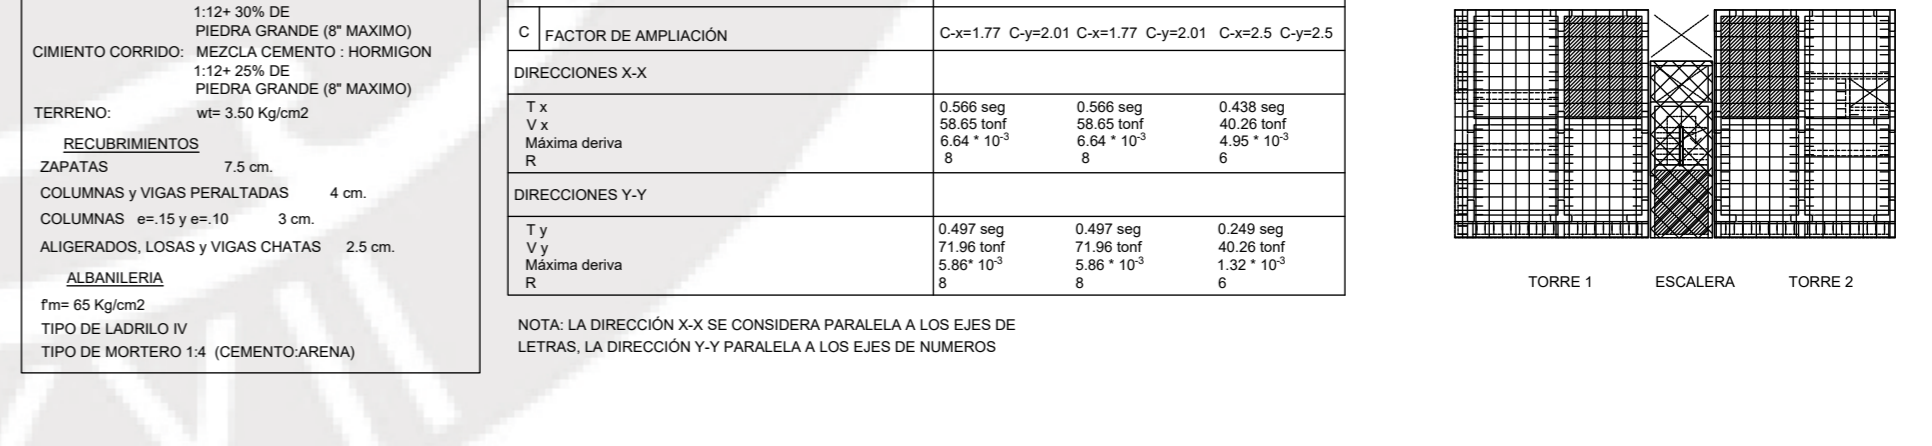 1:12+ 30% DE
PIEDRA GRANDE (8" MAXIMO)
CIMIENTO CORRIDO: MEZCLA CEMENTO : HORMIGON
1:12+ 25% DE
PIEDRA GRANDE (8" MAXIMO)
TERRENO: wt= 3.50 Kg/cm2
RECUBRIMIENTOS
ZAPATAS 7.5 cm.
COLUMNAS y VIGAS PERALTADAS 4 cm.
COLUMNAS e=.15 y e=.10 3 cm.
ALIGERADOS, LOSAS y VIGAS CHATAS 2.5 cm.
ALBANILERIA
f'm= 65 Kg/cm2
TIPO DE LADRILO IV
TIPO DE MORTERO 1:4 (CEMENTO:ARENA)
C FACTOR DE AMPLIACIÓN C-x=1.77 C-y=2.01 C-x=1.77 C-y=2.01 C-x=2.5 C-y=2.5
DIRECCIONES X-X
T x 0.566 seg 0.566 seg 0.438 seg
V x 58.65 tonf 58.65 tonf 40.26 tonf
Máxima deriva 6.64 * 10-3 6.64 * 10-3 4.95 * 10-3
R 8 8 6
DIRECCIONES Y-Y
T y 0.497 seg 0.497 seg 0.249 seg
V y 71.96 tonf 71.96 tonf 40.26 tonf
Máxima deriva 5.86* 10-3 5.86 * 10-3 1.32 * 10-3
R 8 8 6
NOTA: LA DIRECCIÓN X-X SE CONSIDERA PARALELA A LOS EJES DE
LETRAS, LA DIRECCIÓN Y-Y PARALELA A LOS EJES DE NUMEROS
TORRE 1 ESCALERA TORRE 2